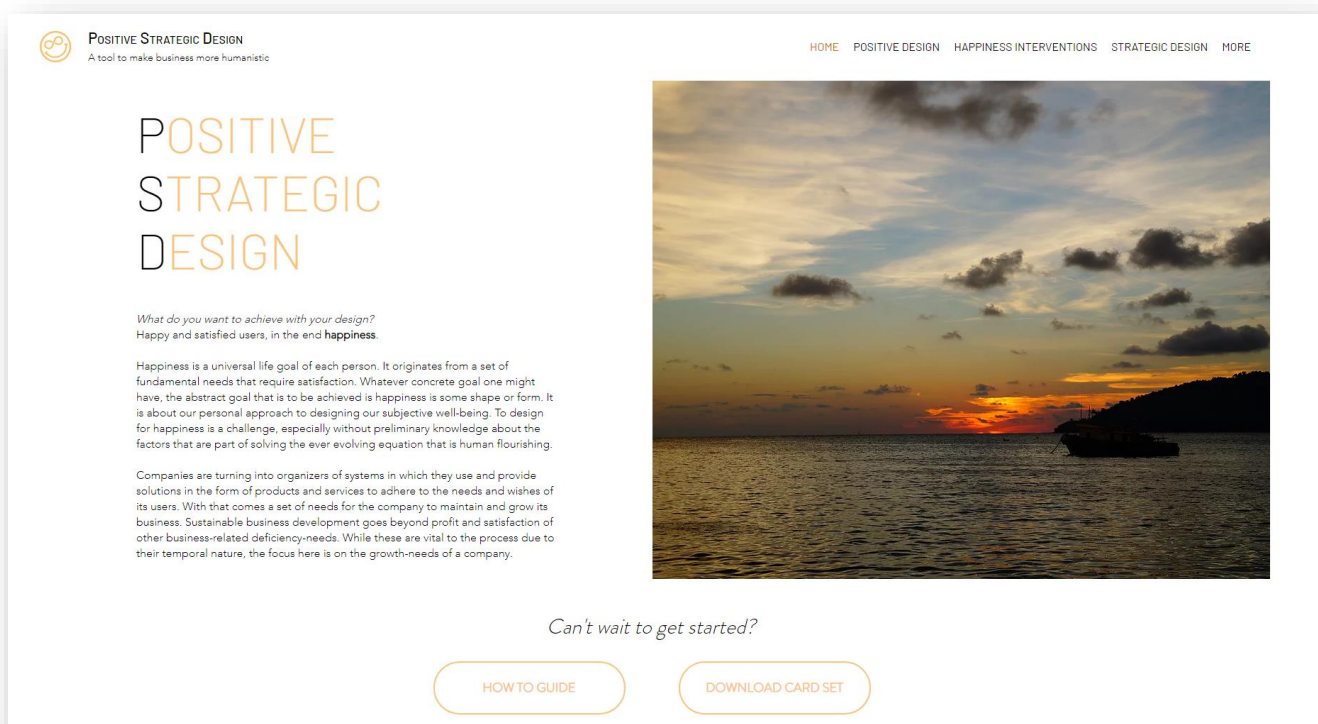 Positive Strategic Design
A tool to make business more humanistic
HOME POSITIVE DESIGN HAPPINESS INTERVENTIONS STRATEGIC DESIGN MORE
POSITIVE
STRATEGIC
DESIGN
What do you want to achieve with your design?
Happy and satisfied users, in the end happiness.
Happiness is a universal life goal of each person. It originates from a set of
fundamental needs that require satisfaction. Whatever concrete goal one might
have, the abstract goal that is to be achieved is happiness is some shape or form. It
is about our personal approach to designing our subjective well-being. To design
for happiness is a challenge, especially without preliminary knowledge about the
factors that are part of solving the ever evolving equation that is human flourishing.
Companies are turning into organizers of systems in which they use and provide
solutions in the form of products and services to adhere to the needs and wishes of
its users. With that comes a set of needs for the company to maintain and grow its
business. Sustainable business development goes beyond profit and satisfaction of
other business-related deficiency-needs. While these are vital to the process due to
their temporal nature, the focus here is on the growth-needs of a company.
Can't wait to get started?
HOW TO GUIDE
DOWNLOAD CARD SET